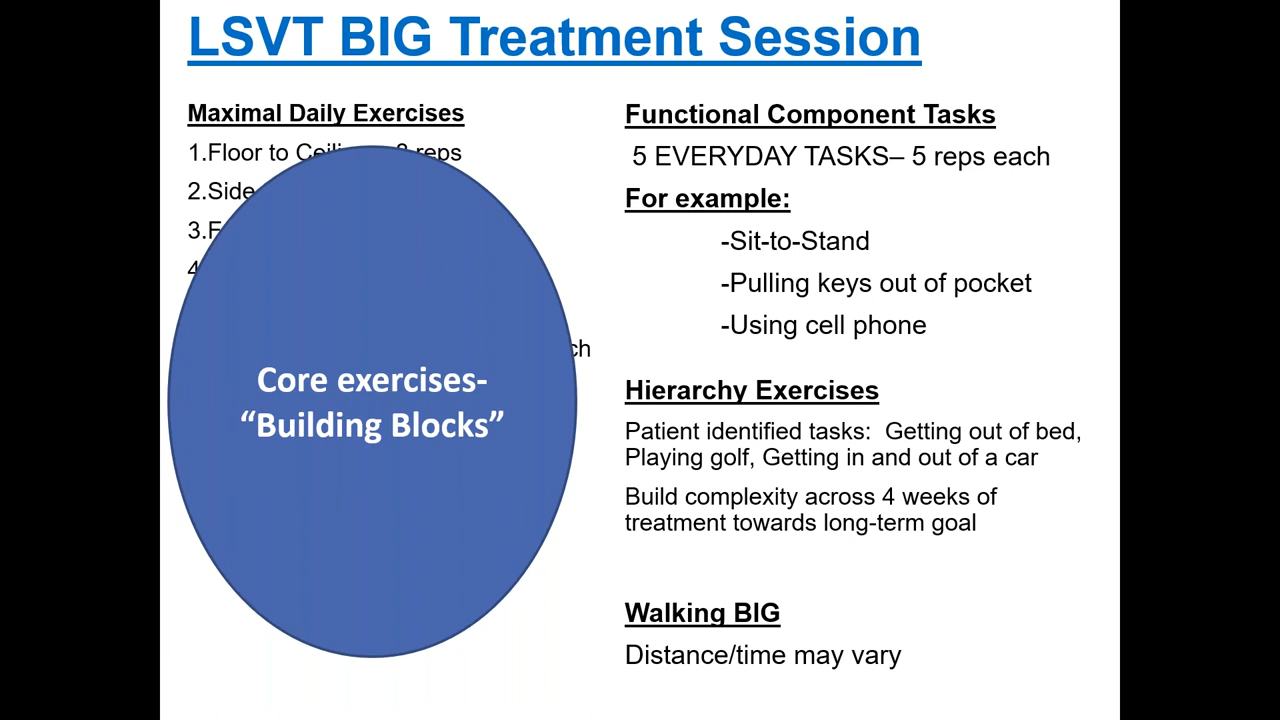 LSVT BIG Treatment Session
Maximal Daily Exercises
1.Floor to reps
2.Side
3.
4
ch
Core exercises-
“Building Blocks”
Functional Component Tasks
5 EVERYDAY TASKS– 5 reps each
For example:
-Sit-to-Stand
-Pulling keys out of pocket
-Using cell phone
Hierarchy Exercises
Patient identified tasks: Getting out of bed,
Playing golf, Getting in and out of a car
Build complexity across 4 weeks of
treatment towards long-term goal
Walking BIG
Distance/time may vary